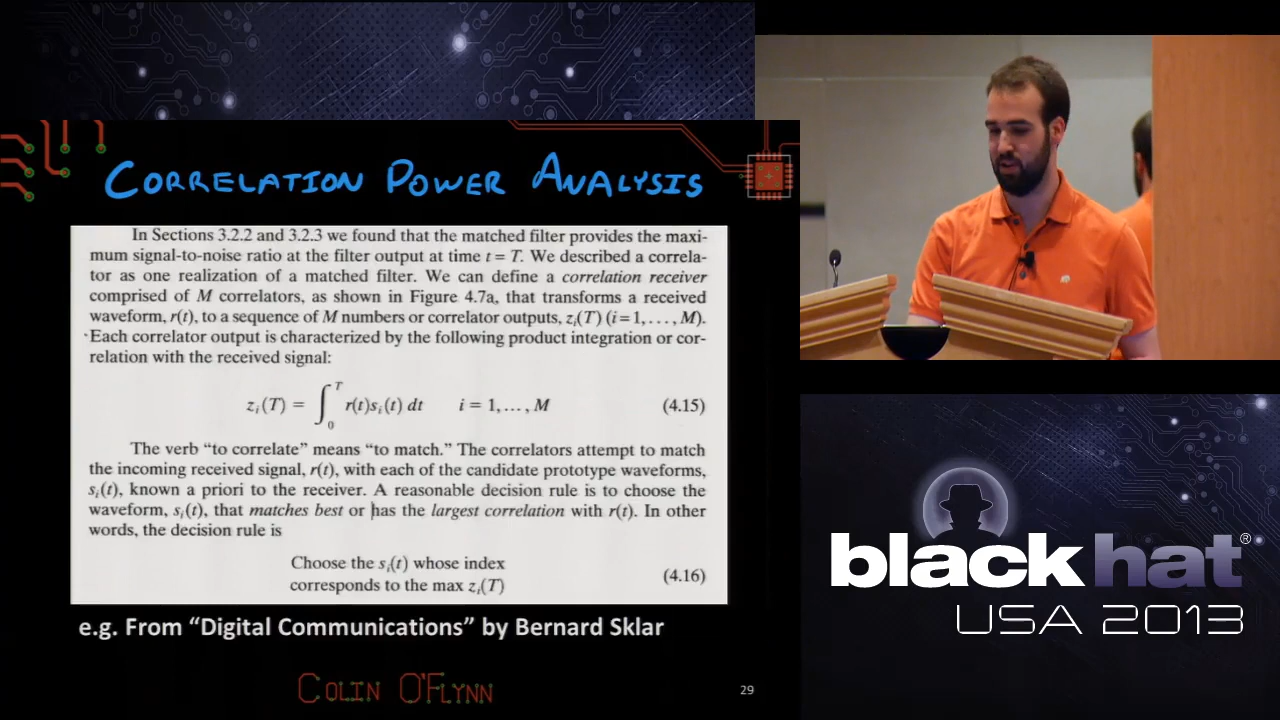 CORRELATION POWER ANALYSIS
In Sections 3.2.2 and 3.2.3 we found that the matched filter provides the maxi-
mum signal-to-noise ratio at the filter output at time t = T. We described a correla-
tor as one realization of a matched filter. We can define a correlation receiver
comprised of M correlators, as shown in Figure 4.7a, that transforms a received
waveform, r(t), to a sequence of M numbers or correlator outputs, zᵢ(T) (i = 1, . . . , M).
Each correlator output is characterized by the following product integration or cor-
relation with the received signal:
zᵢ(T) = ∫₀ᵀ r(t)sᵢ(t) dt i = 1, . . . , M (4.15)
The verb “to correlate” means “to match.” The correlators attempt to match
the incoming received signal, r(t), with each of the candidate prototype waveforms,
sᵢ(t), known a priori to the receiver. A reasonable decision rule is to choose the
waveform, sᵢ(t), that matches best or has the largest correlation with r(t). In other
words, the decision rule is
Choose the sᵢ(t) whose index
corresponds to the max zᵢ(T) (4.16)
e.g. From “Digital Communications” by Bernard Sklar
COLIN O'FLYNN
29
black hat®
USA 2013